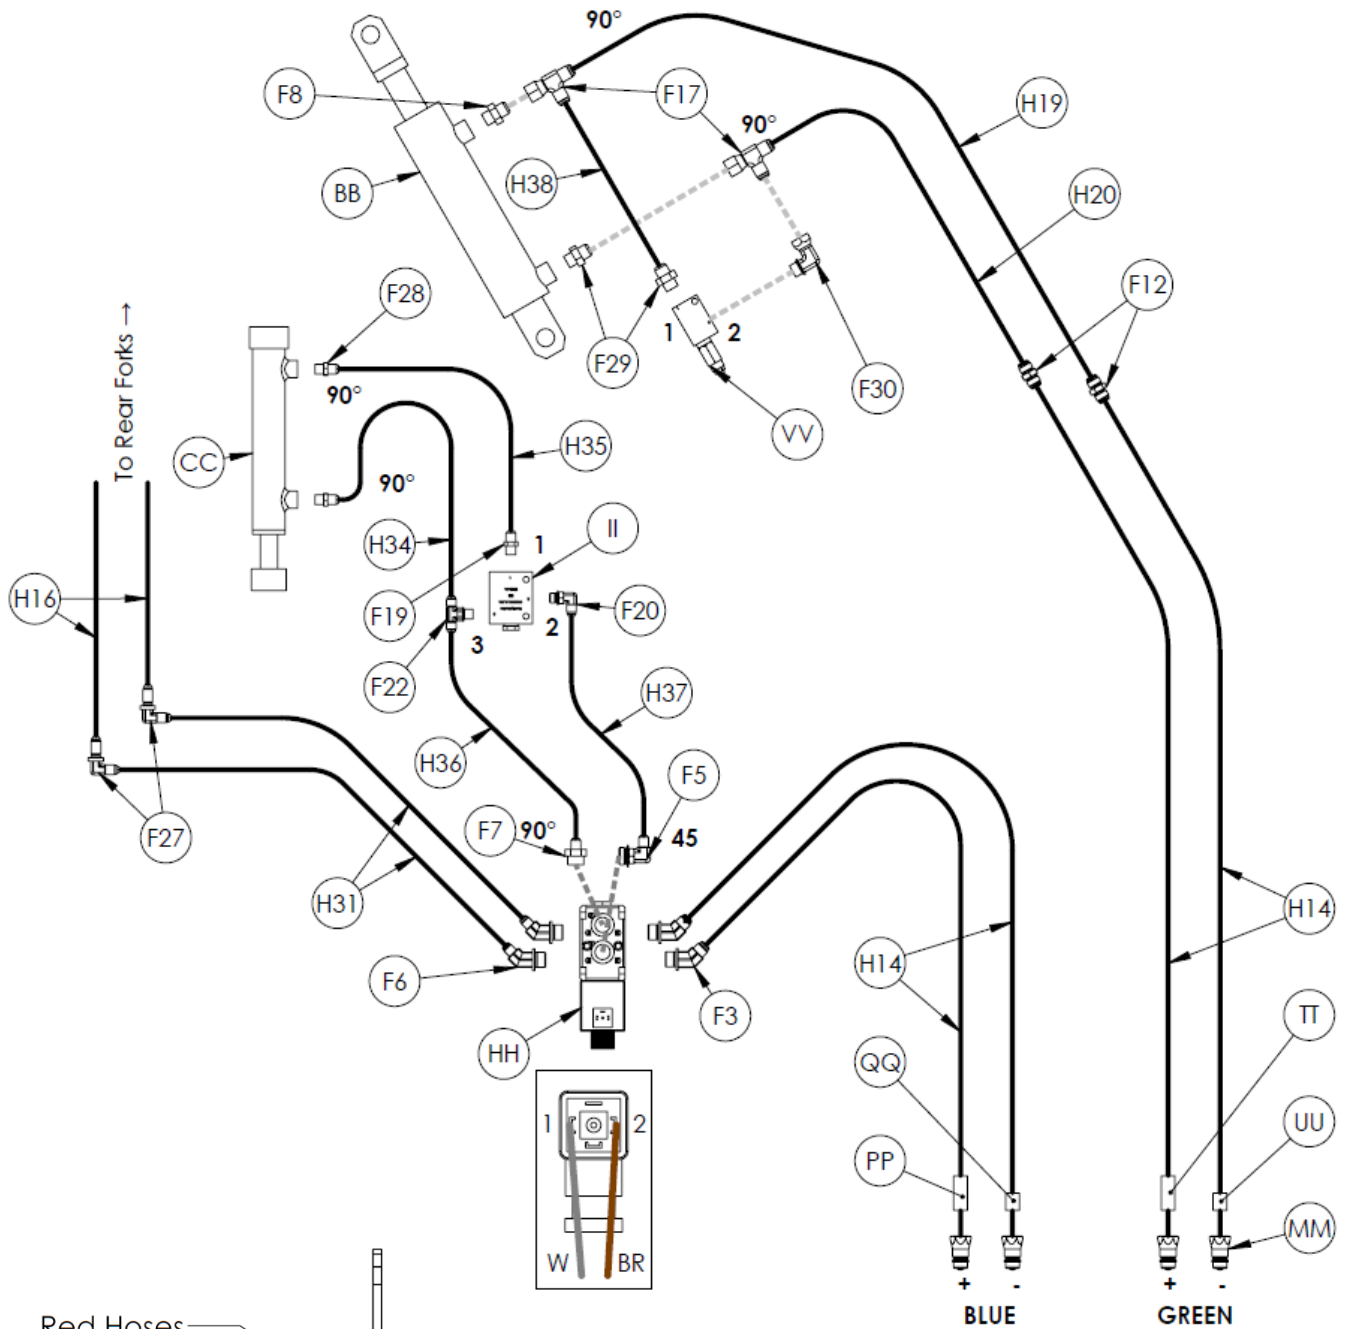 90°
F8
F17
H19
90°
BB
H38
H20
F28
F12
To Rear Forks →
1
2
F29
F30
90°
VV
CC
H35
90°
H34
II
1
H16
F19
2
F20
3
F22
H37
H36
F5
F27
F7
90°
45
H31
H14
H14
F6
F3
HH
TT
QQ
1
2
UU
PP
MM
W
BR
+
-
+
-
BLUE
GREEN
Red Hoses